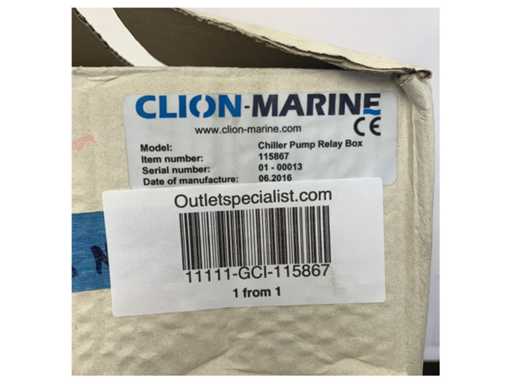 CLION-MARINE
www.clion-marine.com
CE
Model: Chiller Pump Relay Box
Item number: 115867
Serial number: 01 - 00013
Date of manufacture: 06.2016
Outletspecialist.com
11111-GCI-115867
1 from 1